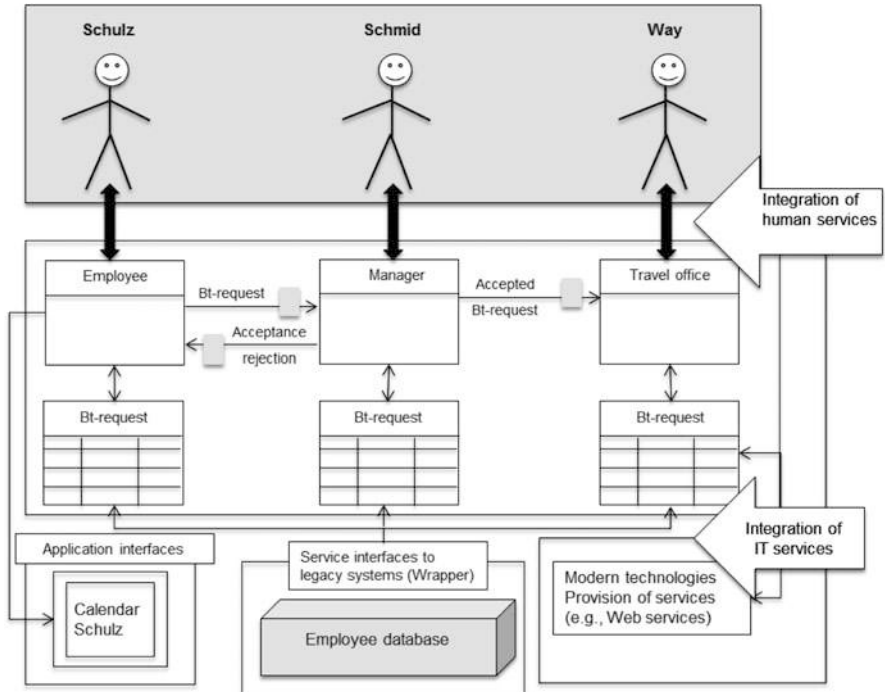 Schulz
Schmid
Way
Integration of
human services
Employee
Manager
Travel office
Bt-request
Accepted
Bt-request
Acceptance
rejection
Bt-request
Bt-request
Bt-request
Integration of
IT services
Application interfaces
Calendar
Schulz
Service interfaces to
legacy systems (Wrapper)
Employee database
Modern technologies
Provision of services
(e.g., Web services)